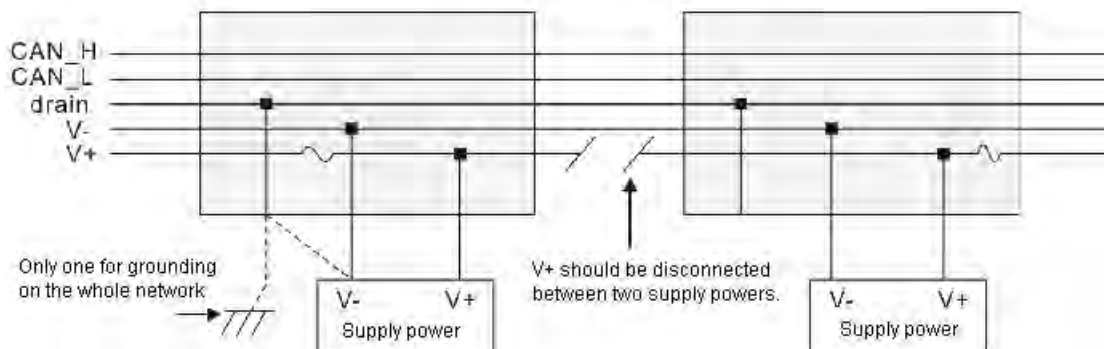 CAN_H
CAN_L
drain
V-
V+
Only one for grounding
on the whole network
V+ should be disconnected
between two supply powers.
V- V+
Supply power
V- V+
Supply power